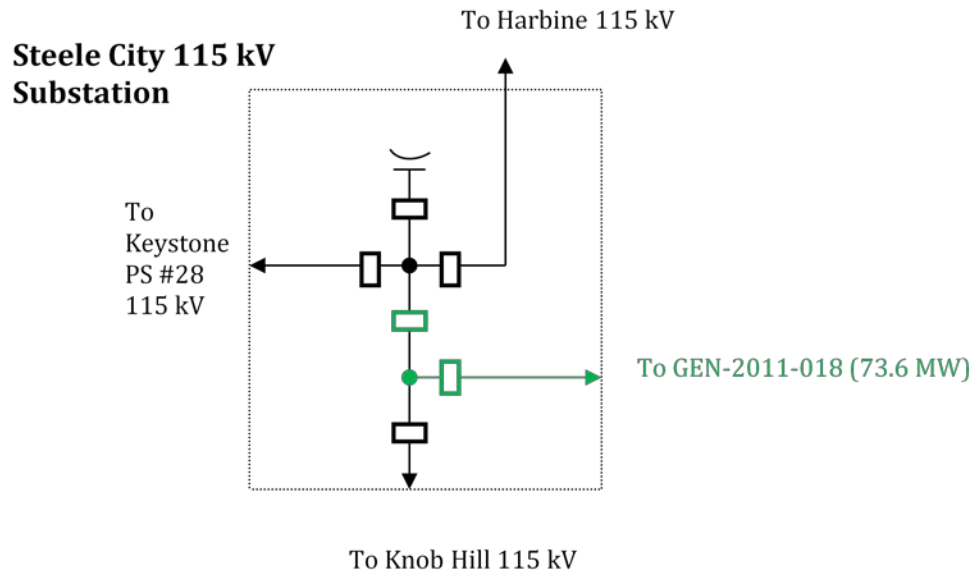 To Harbine 115 kV
Steele City 115 kV
Substation
To
Keystone
PS #28
115 kV
To GEN-2011-018 (73.6 MW)
To Knob Hill 115 kV